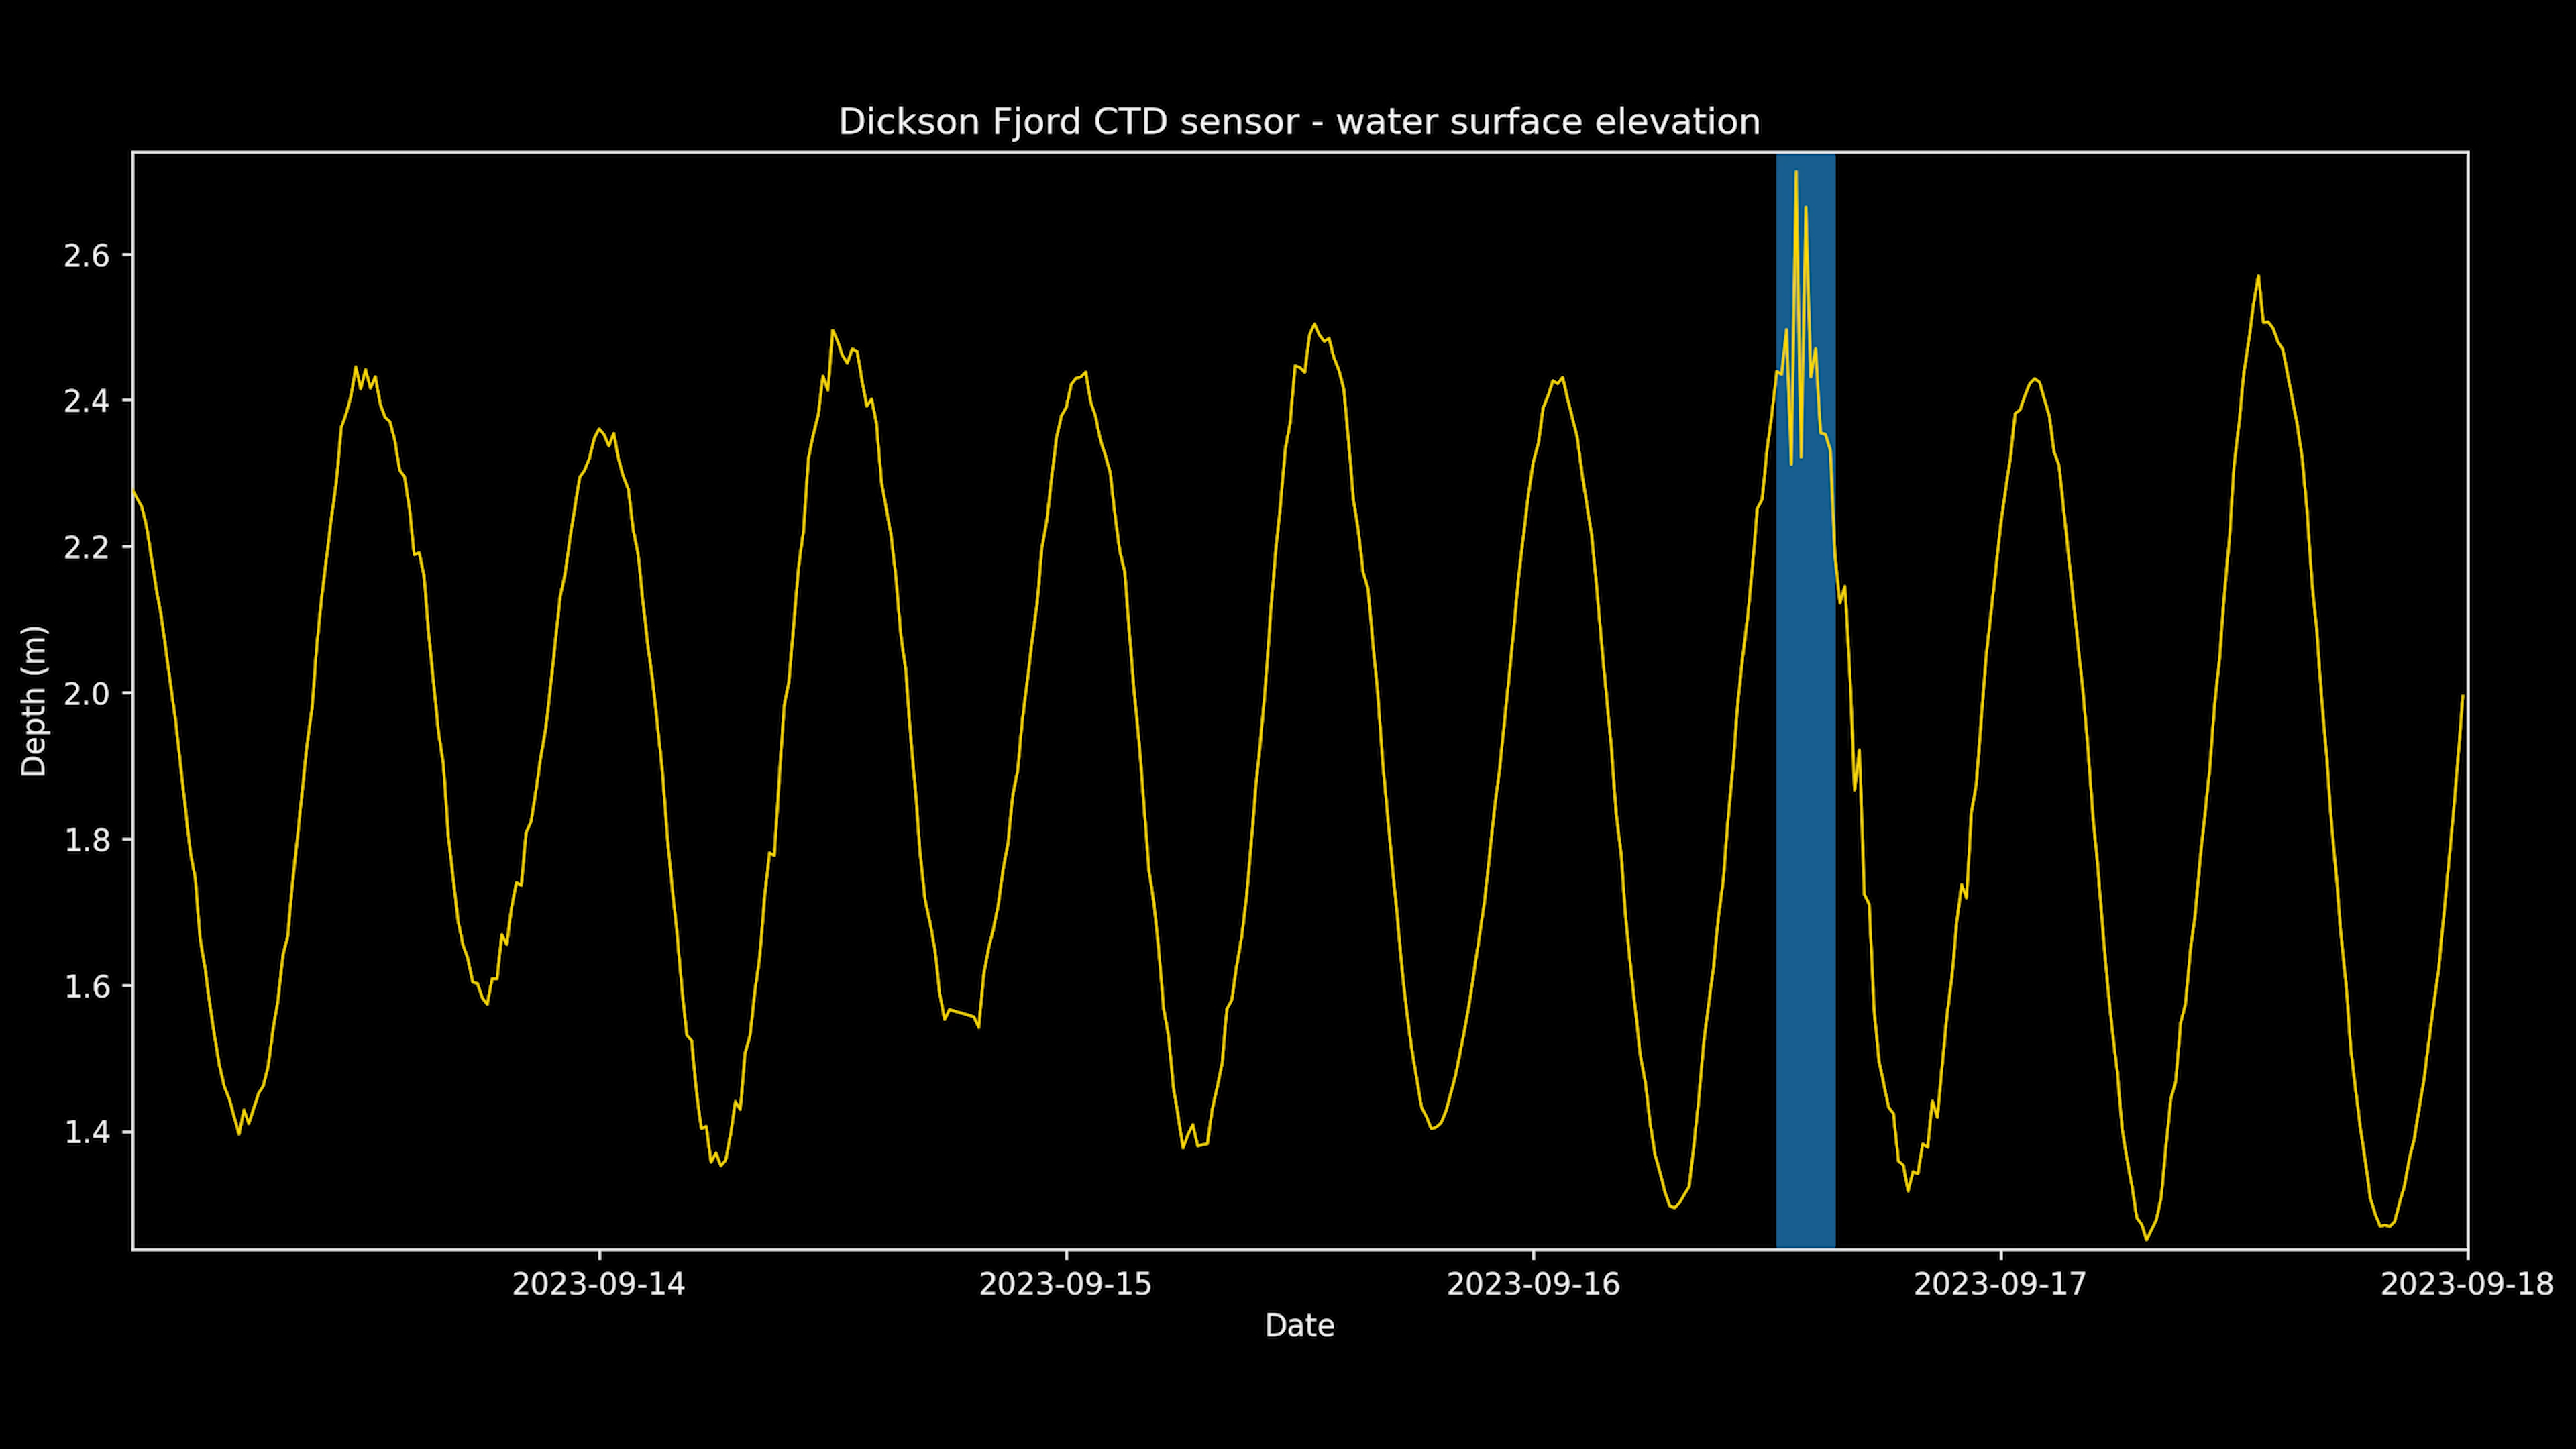 Dickson Fjord CTD sensor - water surface elevation
2.6
2.4
2.2
2.0
1.8
1.6
1.4
Depth (m)
2023-09-14 2023-09-15 2023-09-16 2023-09-17 2023-09-18
Date